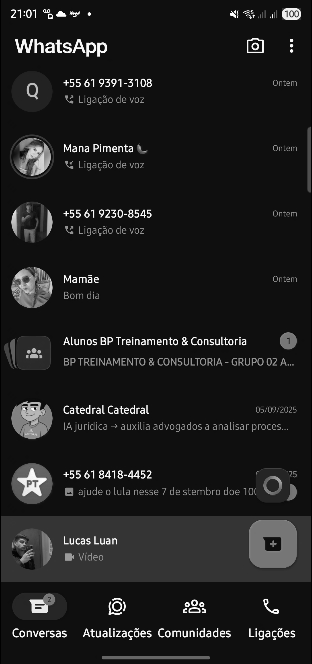 21:01
100
WhatsApp
Q
+55 61 9391-3108
Ontem
Ligação de voz
Mana Pimenta
Ontem
Ligação de voz
+55 61 9230-8545
Ontem
Ligação de voz
Mamãe
Ontem
Bom dia
Alunos BP Treinamento & Consultoria
1
BP TREINAMENTO & CONSULTORIA - GRUPO 02 A...
Catedral Catedral
05/09/2025
IA jurídica → auxilia advogados a analisar proces...
PT
+55 61 8418-4452
ajude o lula nesse 7 de stembro doe 100
Lucas Luan
Vídeo
2
Conversas
Atualizações
Comunidades
Ligações